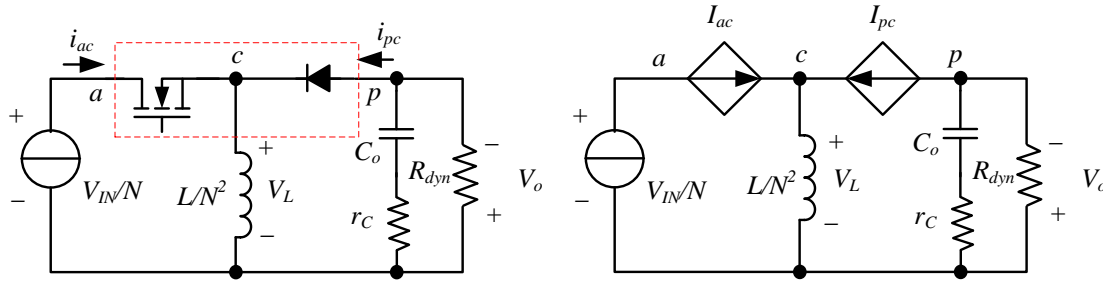 i_ac
i_pc
a
c
p
+
−
V_IN/N
L/N²
+
V_L
−
C_o
r_C
R_dyn
−
V_o
+
I_ac
I_pc
a
c
p
+
−
V_IN/N
L/N²
+
V_L
−
C_o
r_C
R_dyn
−
V_o
+